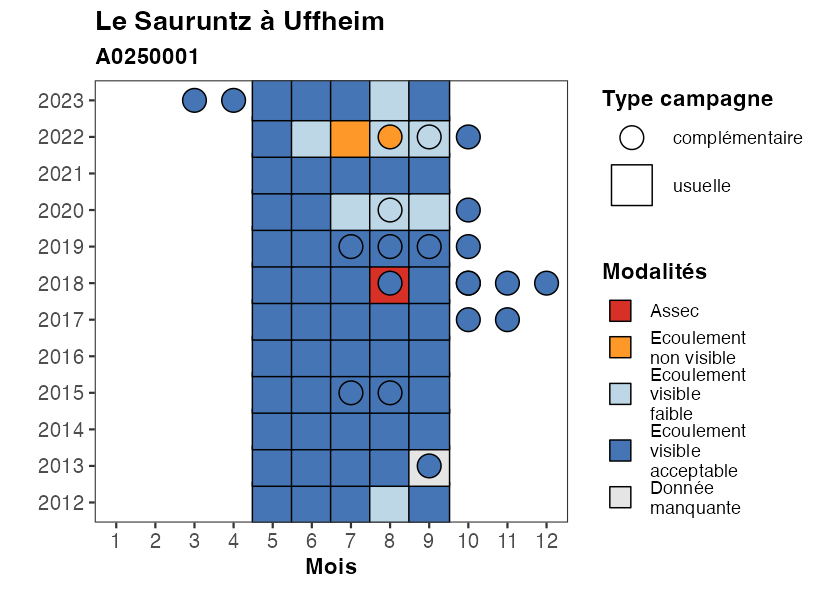 Le Sauruntz à Uffheim
A0250001
2023
2022
2021
2020
2019
2018
2017
2016
2015
2014
2013
2012
1 2 3 4 5 6 7 8 9 10 11 12
Mois
Type campagne
complémentaire
usuelle
Modalités
Assec
Ecoulement
non visible
Ecoulement
visible
faible
Ecoulement
visible
acceptable
Donnée
manquante